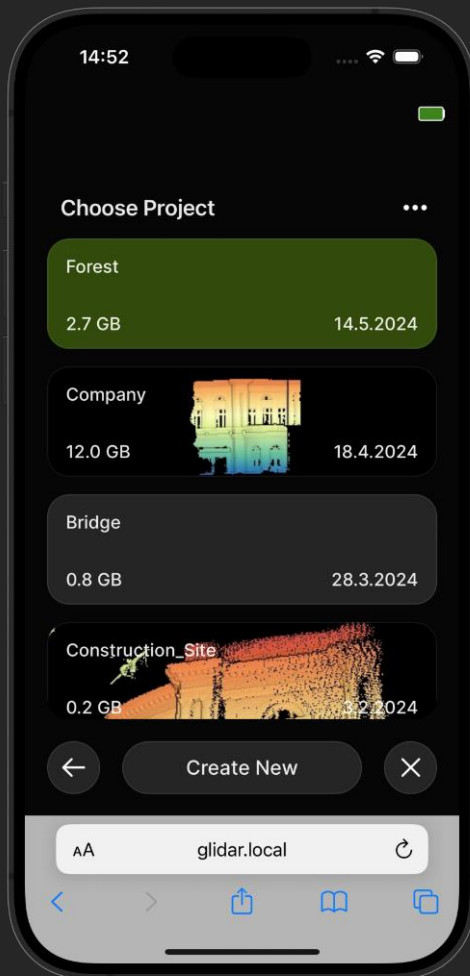 14:52
Choose Project
Forest
2.7 GB 14.5.2024
Company
12.0 GB 18.4.2024
Bridge
0.8 GB 28.3.2024
Construction_Site
0.2 GB 3.2.2024
Create New
AA glidar.local